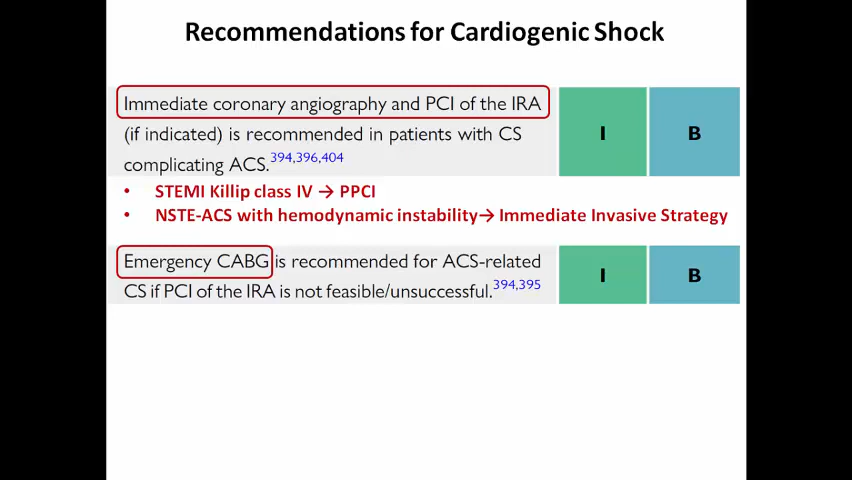 Recommendations for Cardiogenic Shock
Immediate coronary angiography and PCI of the IRA
(if indicated) is recommended in patients with CS
complicating ACS.394,396,404
I
B
• STEMI Killip class IV → PPCI
• NSTE-ACS with hemodynamic instability→ Immediate Invasive Strategy
Emergency CABG is recommended for ACS-related
CS if PCI of the IRA is not feasible/unsuccessful.394,395
I
B